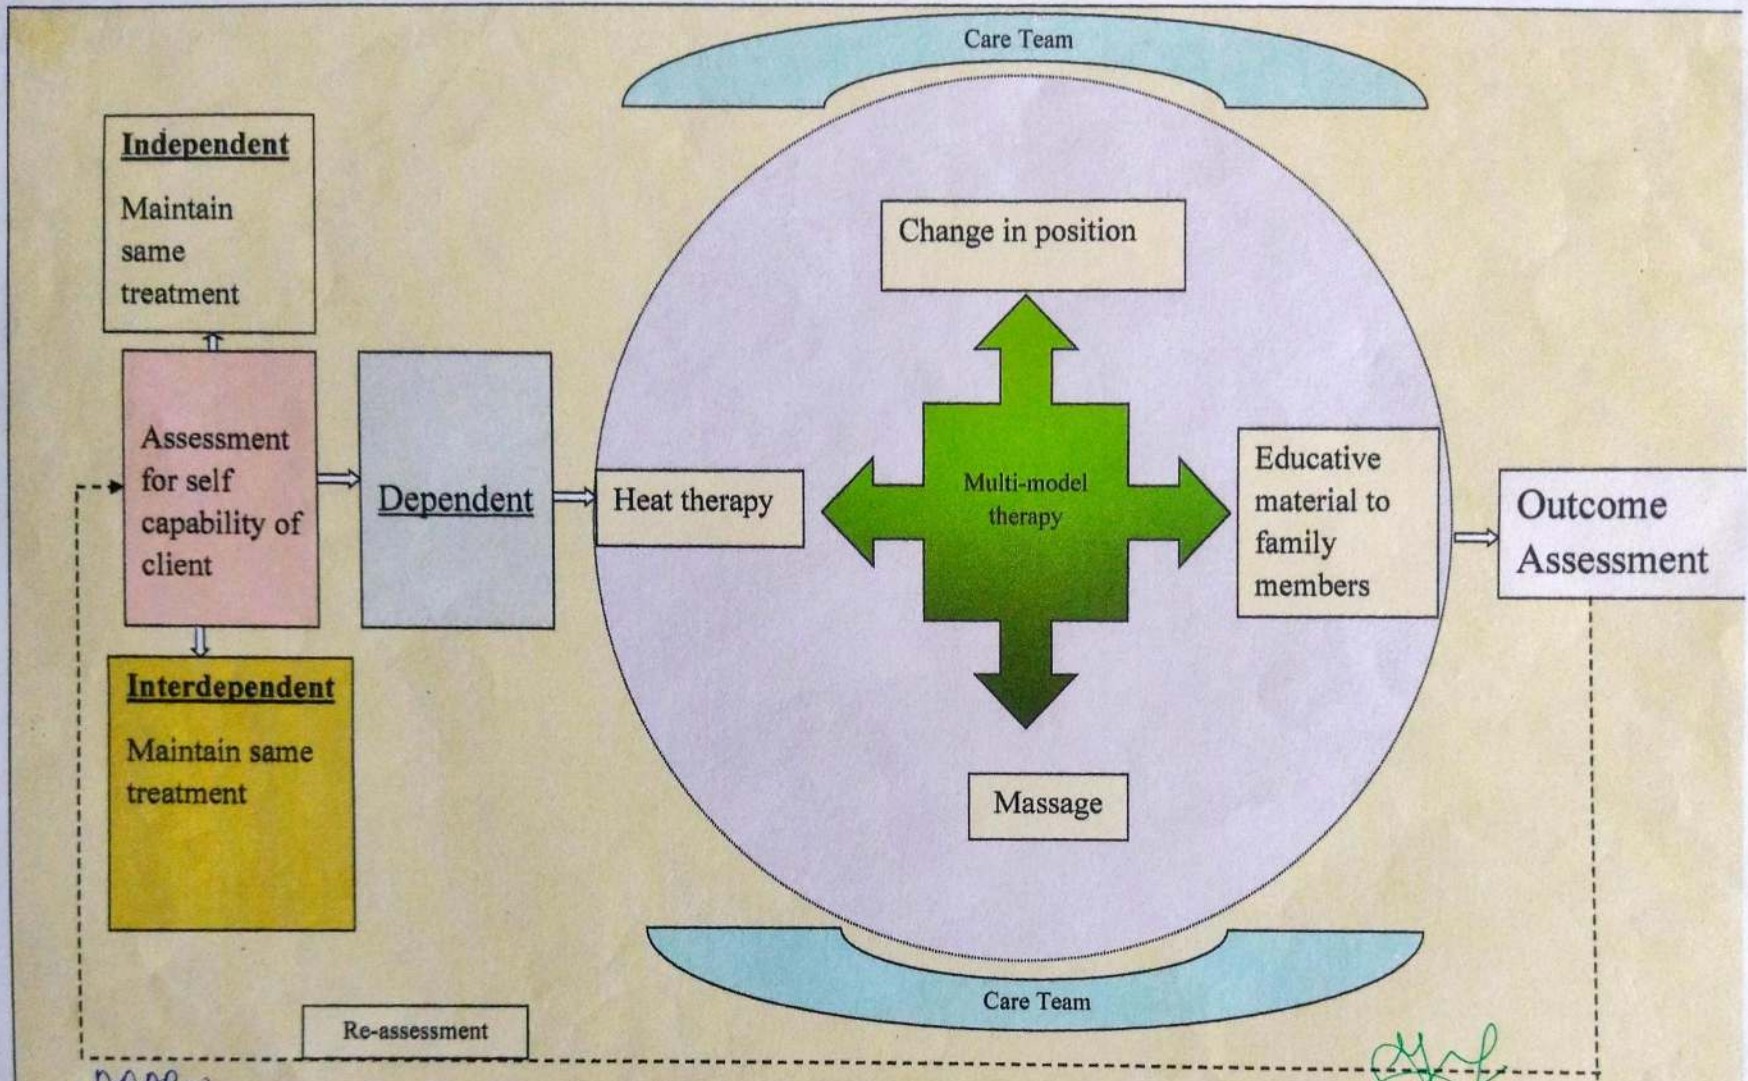 Care Team
Independent
Maintain
same
treatment
Change in position
Assessment
for self
capability of
client
Dependent
Heat therapy
Multi-model
therapy
Educative
material to
family
members
Outcome
Assessment
Interdependent
Maintain same
treatment
Massage
Care Team
Re-assessment